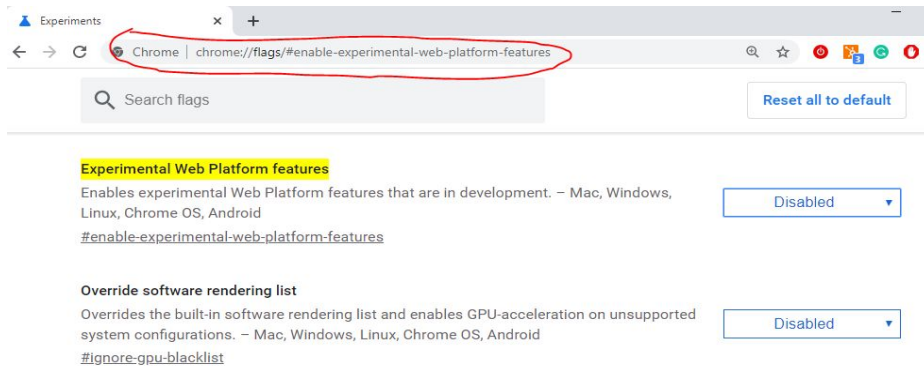 Experiments
Chrome | chrome://flags/#enable-experimental-web-platform-features
3
Search flags
Reset all to default
Experimental Web Platform features
Enables experimental Web Platform features that are in development. – Mac, Windows,
Linux, Chrome OS, Android
#enable-experimental-web-platform-features
Disabled
Override software rendering list
Overrides the built-in software rendering list and enables GPU-acceleration on unsupported
system configurations. – Mac, Windows, Linux, Chrome OS, Android
#ignore-gpu-blacklist
Disabled